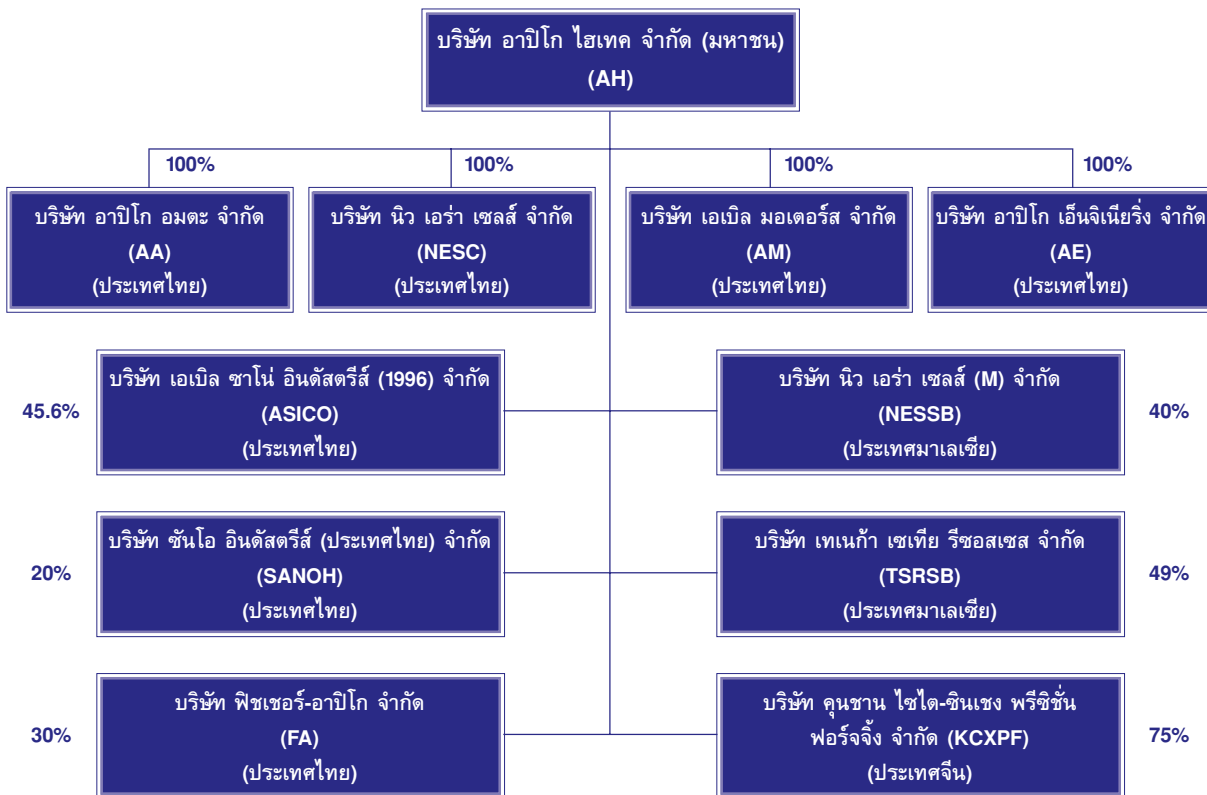 บริษัท อาปิโก ไฮเทค จำกัด (มหาชน)
(AH)
100%
100%
100%
100%
บริษัท อาปิโก อมตะ จำกัด
(AA)
(ประเทศไทย)
บริษัท นิว เอร่า เซลส์ จำกัด
(NESC)
(ประเทศไทย)
บริษัท เอเบิล มอเตอร์ส จำกัด
(AM)
(ประเทศไทย)
บริษัท อาปิโก เอ็นจิเนียริ่ง จำกัด
(AE)
(ประเทศไทย)
45.6%
บริษัท เอเบิล ซาโน่ อินดัสตรีส์ (1996) จำกัด
(ASICO)
(ประเทศไทย)
บริษัท นิว เอร่า เซลส์ (M) จำกัด
(NESSB)
(ประเทศมาเลเซีย)
40%
20%
บริษัท ซันโอ อินดัสตรีส์ (ประเทศไทย) จำกัด
(SANOH)
(ประเทศไทย)
บริษัท เทเนก้า เซเทีย รีซอสเซส จำกัด
(TSRSB)
(ประเทศมาเลเซีย)
49%
30%
บริษัท ฟิชเชอร์-อาปิโก จำกัด
(FA)
(ประเทศไทย)
บริษัท คุนชาน ไซโด-ซินเชง พรีซิชั่น
ฟอร์จจิ้ง จำกัด (KCXPF)
(ประเทศจีน)
75%